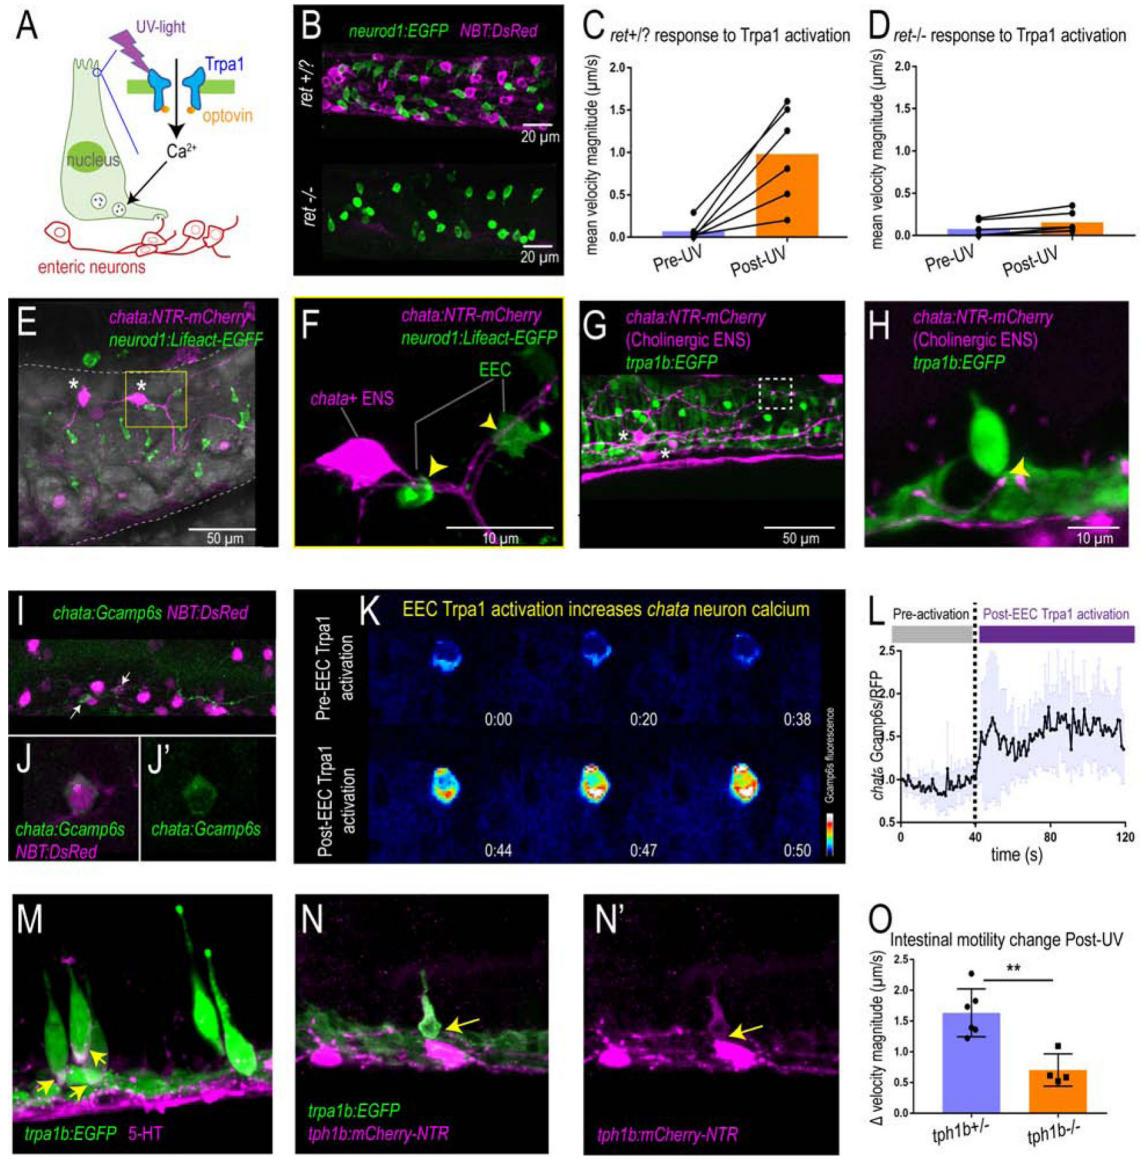 A
UV-light
Trpa1
optovin
nucleus
Ca2+
enteric neurons
B
neurod1:EGFP NBT:DsRed
ret +/?
20 μm
ret -/-
20 μm
C
ret+/? response to Trpa1 activation
mean velocity magnitude (μm/s)
2.0
1.5
1.0
0.5
0.0
Pre-UV
Post-UV
D
ret-/- response to Trpa1 activation
mean velocity magnitude (μm/s)
2.0
1.5
1.0
0.5
0.0
Pre-UV
Post-UV
E
chata:NTR-mCherry
neurod1:Lifeact-EGFP
*
*
50 μm
F
chata:NTR-mCherry
neurod1:Lifeact-EGFP
EEC
chata+ ENS
10 μm
G
chata:NTR-mCherry
(Cholinergic ENS)
trpa1b:EGFP
*
*
50 μm
H
chata:NTR-mCherry
(Cholinergic ENS)
trpa1b:EGFP
10 μm
I
chata:Gcamp6s NBT:DsRed
J
chata:Gcamp6s
NBT:DsRed
J'
chata:Gcamp6s
K
EEC Trpa1 activation increases chata neuron calcium
Pre-EEC Trpa1
activation
0:00
0:20
0:38
Post-EEC Trpa1
activation
0:44
0:47
0:50
Gcamp6s fluorescence
L
Pre-activation
Post-EEC Trpa1 activation
chata Gcamp6s/RFP
2.5
2.0
1.5
1.0
0.5
0
40
80
120
time (s)
M
trpa1b:EGFP 5-HT
N
trpa1b:EGFP
tph1b:mCherry-NTR
N'
tph1b:mCherry-NTR
O
Intestinal motility change Post-UV
Δ velocity magnitude (μm/s)
2.5
2.0
1.5
1.0
0.5
0.0
**
tph1b+/-
tph1b-/-